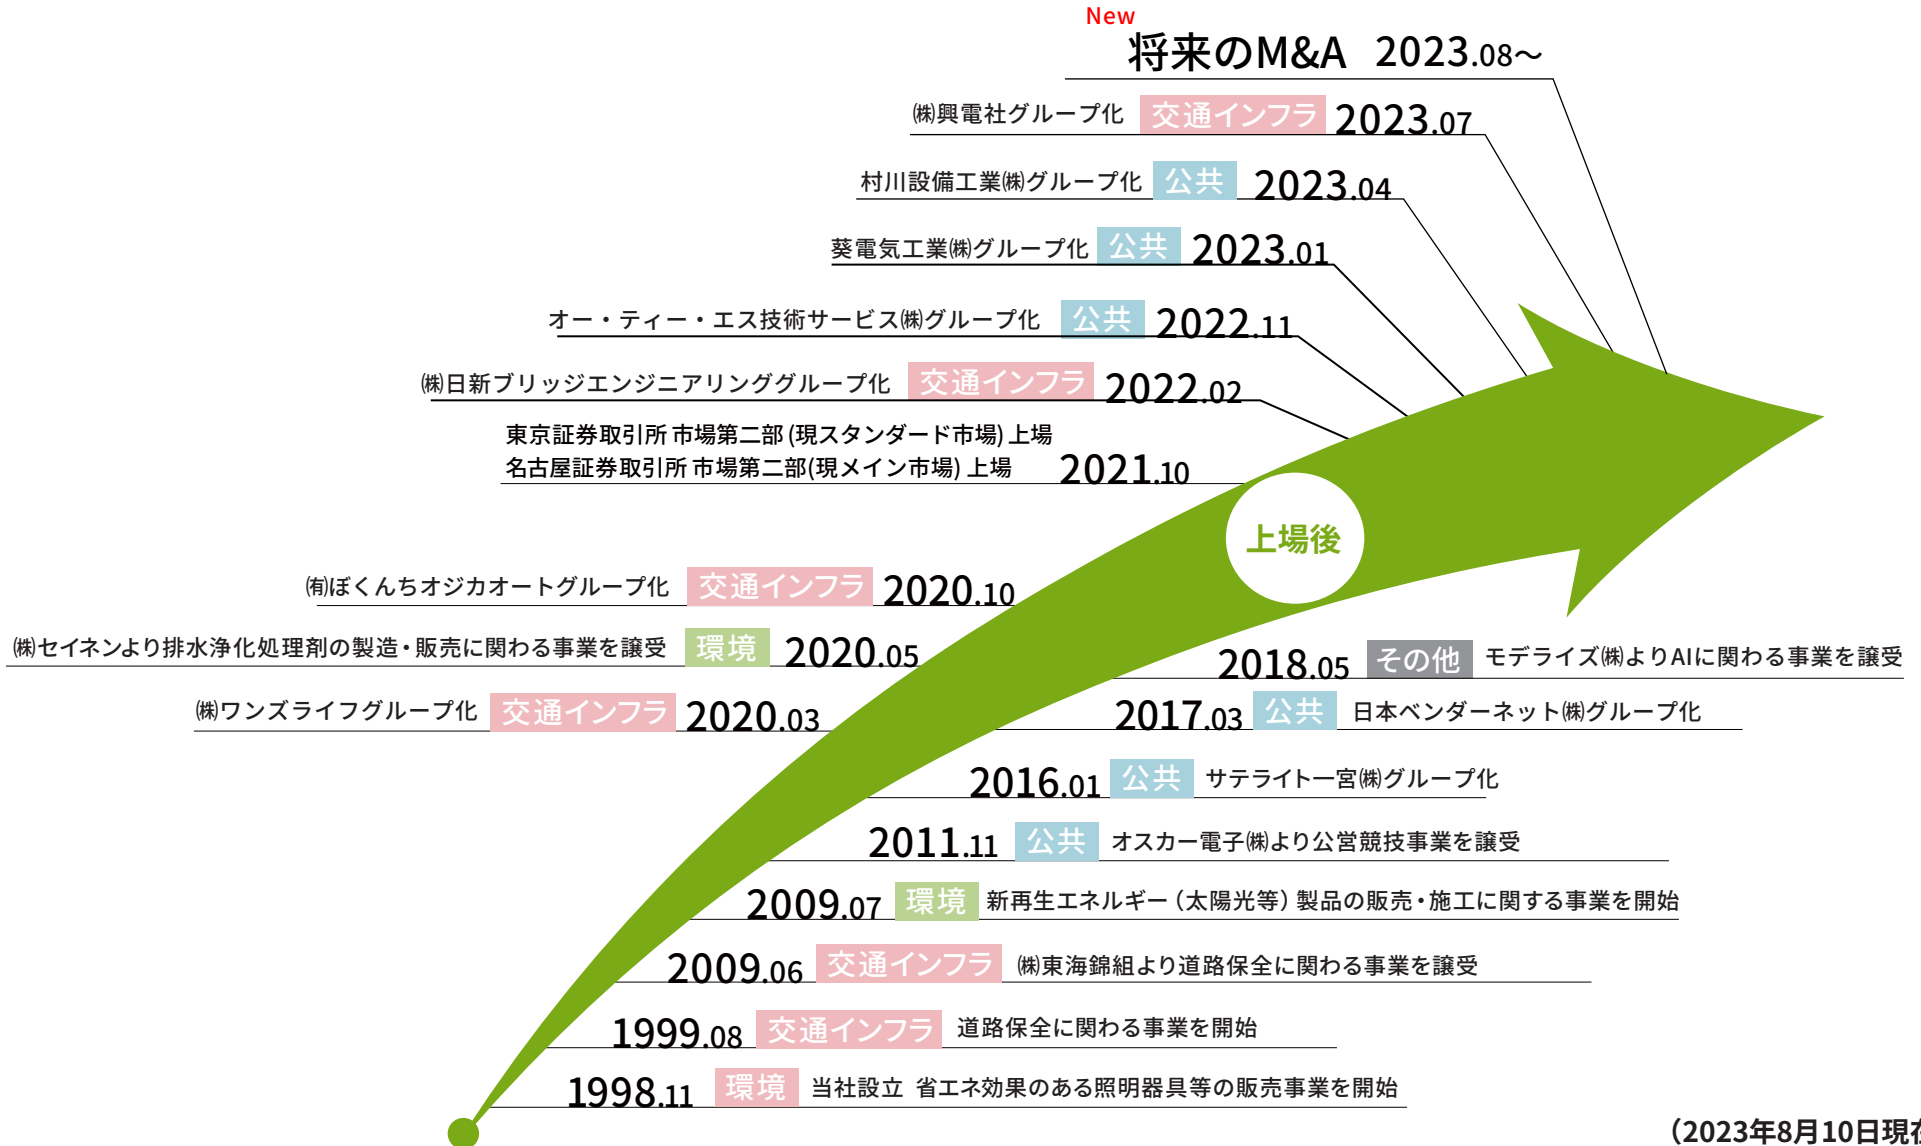 New
将来のM&A 2023.08～
㈱興電社グループ化 交通インフラ 2023.07
村川設備工業㈱グループ化 公共 2023.04
葵電気工業㈱グループ化 公共 2023.01
オー・ティー・エス技術サービス㈱グループ化 公共 2022.11
㈱日新ブリッジエンジニアリンググループ化 交通インフラ 2022.02
東京証券取引所 市場第二部 (現スタンダード市場) 上場
名古屋証券取引所 市場第二部(現メイン市場) 上場 2021.10
上場後
㈲ぼくんちオジカオートグループ化 交通インフラ 2020.10
㈱セイネンより排水浄化処理剤の製造・販売に関わる事業を譲受 環境 2020.05
㈱ワンズライフグループ化 交通インフラ 2020.03
2018.05 その他 モデライズ㈱よりAIに関わる事業を譲受
2017.03 公共 日本ベンダーネット㈱グループ化
2016.01 公共 サテライト一宮㈱グループ化
2011.11 公共 オスカー電子㈱より公営競技事業を譲受
2009.07 環境 新再生エネルギー（太陽光等）製品の販売・施工に関する事業を開始
2009.06 交通インフラ ㈱東海錦組より道路保全に関わる事業を譲受
1999.08 交通インフラ 道路保全に関わる事業を開始
1998.11 環境 当社設立 省エネ効果のある照明器具等の販売事業を開始
（2023年8月10日現在